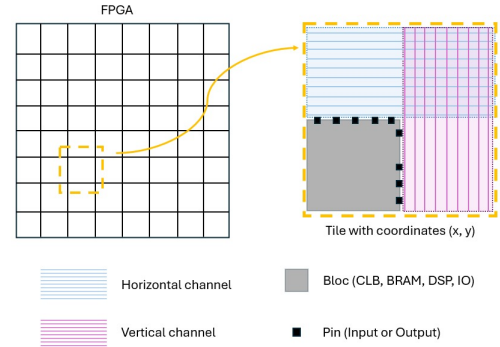 FPGA
Tile with coordinates (x, y)
Horizontal channel
Bloc (CLB, BRAM, DSP, IO)
Vertical channel
Pin (Input or Output)